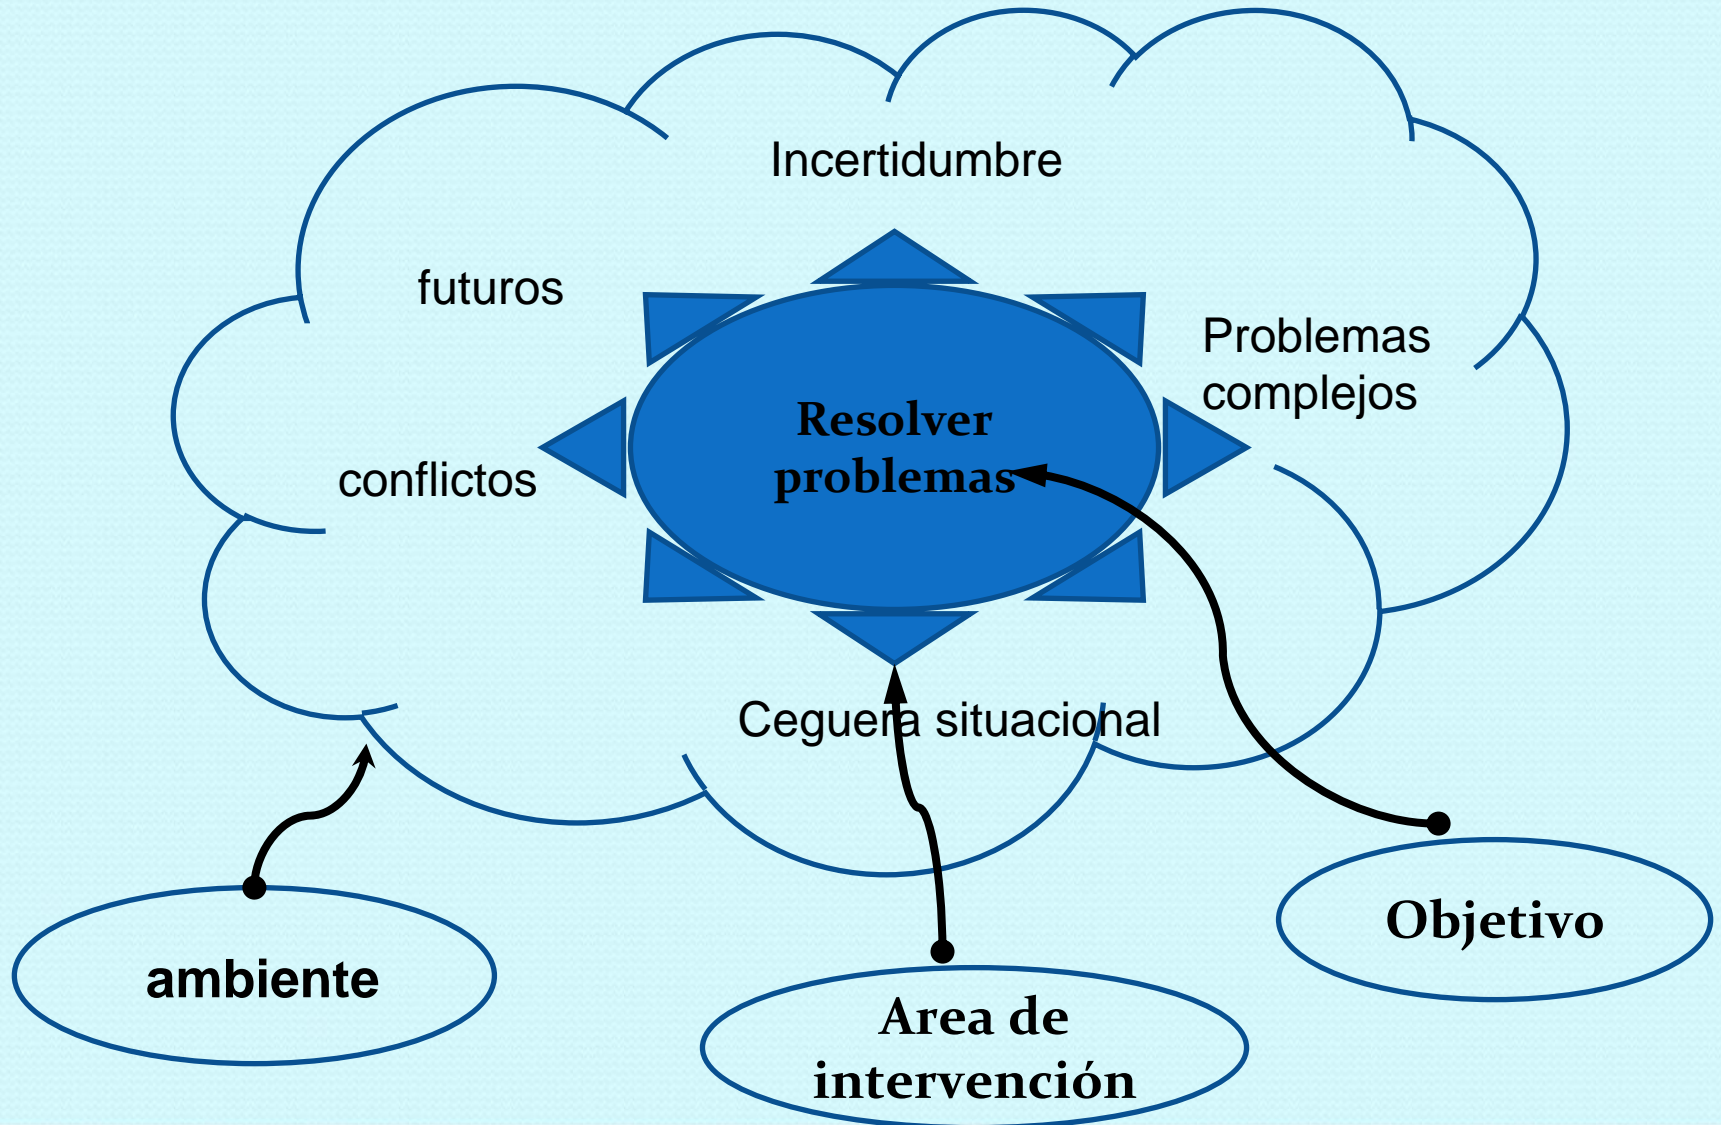 Incertidumbre
futuros
Problemas
complejos
Resolver
problemas
conflictos
Ceguera situacional
Objetivo
ambiente
Area de
intervención